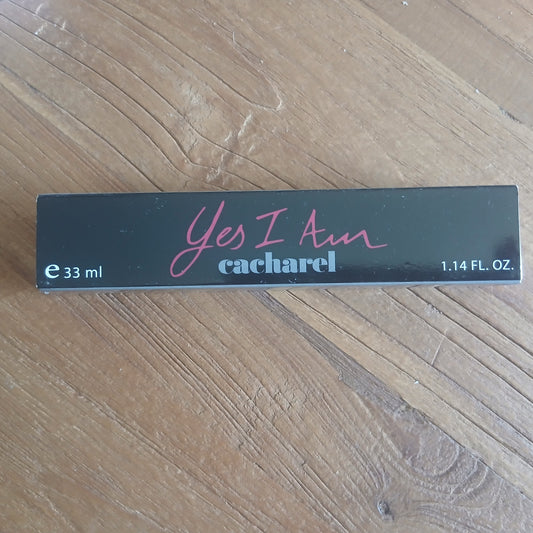 Yes I Am
cacharel
℮ 33 ml
1.14 FL. OZ.